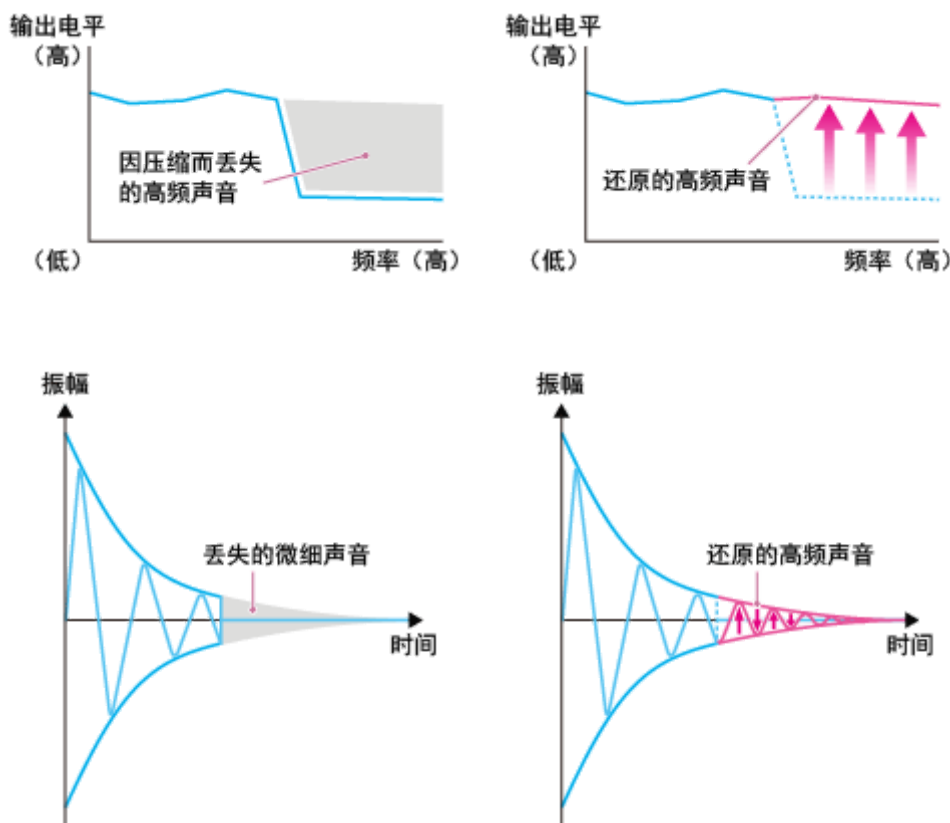 输出电平
（高）
因压缩而丢失
的高频声音
（低）
频率（高）
输出电平
（高）
还原的高频声音
（低）
频率（高）
振幅
丢失的微细声音
时间
振幅
还原的高频声音
时间